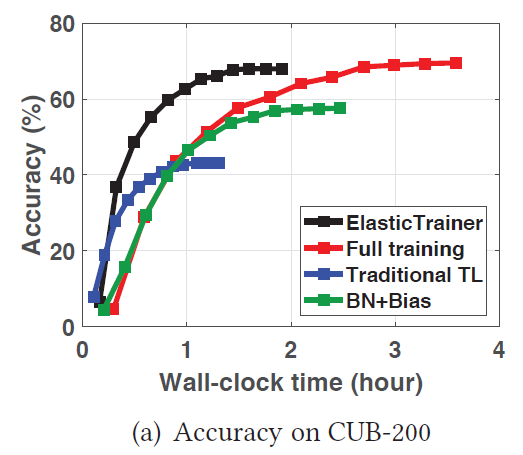 80
60
40
20
0
Accuracy (%)
ElasticTrainer
Full training
Traditional TL
BN+Bias
0 1 2 3 4
Wall-clock time (hour)
(a) Accuracy on CUB-200